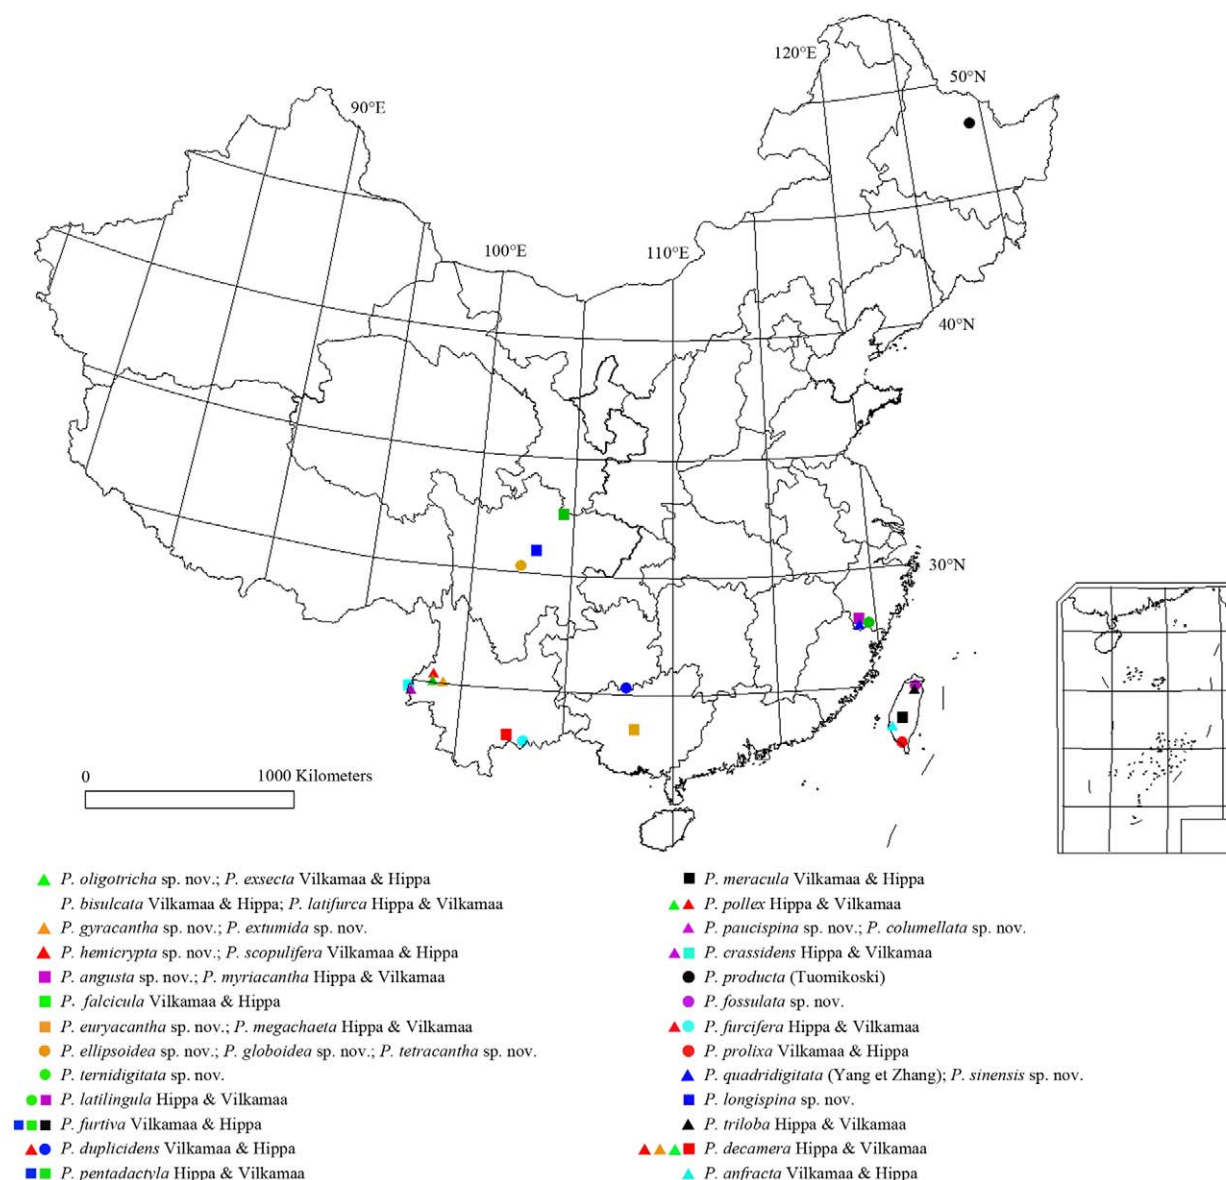 120°E
50°N
90°E
100°E
110°E
40°N
30°N
0
1000 Kilometers
P. oligotricha sp. nov.; P. exsecta Vilkamaa & Hippa
P. bisulcata Vilkamaa & Hippa; P. latifurca Hippa & Vilkamaa
P. gyracantha sp. nov.; P. extumida sp. nov.
P. hemicrypta sp. nov.; P. scopulifera Vilkamaa & Hippa
P. angusta sp. nov.; P. myriacantha Hippa & Vilkamaa
P. falcicula Vilkamaa & Hippa
P. euryacantha sp. nov.; P. megachaeta Hippa & Vilkamaa
P. ellipsoidea sp. nov.; P. globoidea sp. nov.; P. tetracantha sp. nov.
P. ternidigitata sp. nov.
P. latilingula Hippa & Vilkamaa
P. furtiva Vilkamaa & Hippa
P. duplicidens Vilkamaa & Hippa
P. pentadactyla Hippa & Vilkamaa
P. meracula Vilkamaa & Hippa
P. pollex Hippa & Vilkamaa
P. paucispina sp. nov.; P. columellata sp. nov.
P. crassidens Hippa & Vilkamaa
P. producta (Tuomikoski)
P. fossulata sp. nov.
P. furcifera Hippa & Vilkamaa
P. prolixa Vilkamaa & Hippa
P. quadridigitata (Yang et Zhang); P. sinensis sp. nov.
P. longispina sp. nov.
P. triloba Hippa & Vilkamaa
P. decamera Hippa & Vilkamaa
P. anfracta Vilkamaa & Hippa